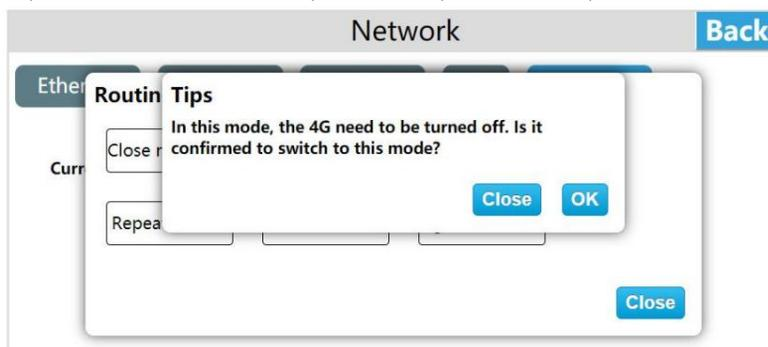 Network
Back
Ether
Routin
Tips
In this mode, the 4G need to be turned off. Is it
confirmed to switch to this mode?
Close r
Curr
Close
OK
Repea
Close